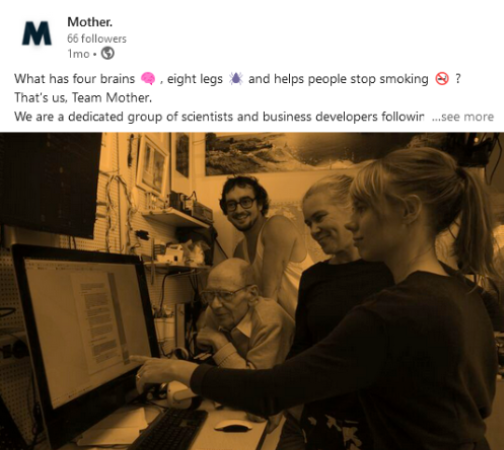 M
Mother.
66 followers
1mo •
What has four brains 🧠 , eight legs 🕷 and helps people stop smoking 🚭 ?
That's us, Team Mother.
We are a dedicated group of scientists and business developers followin ...see more